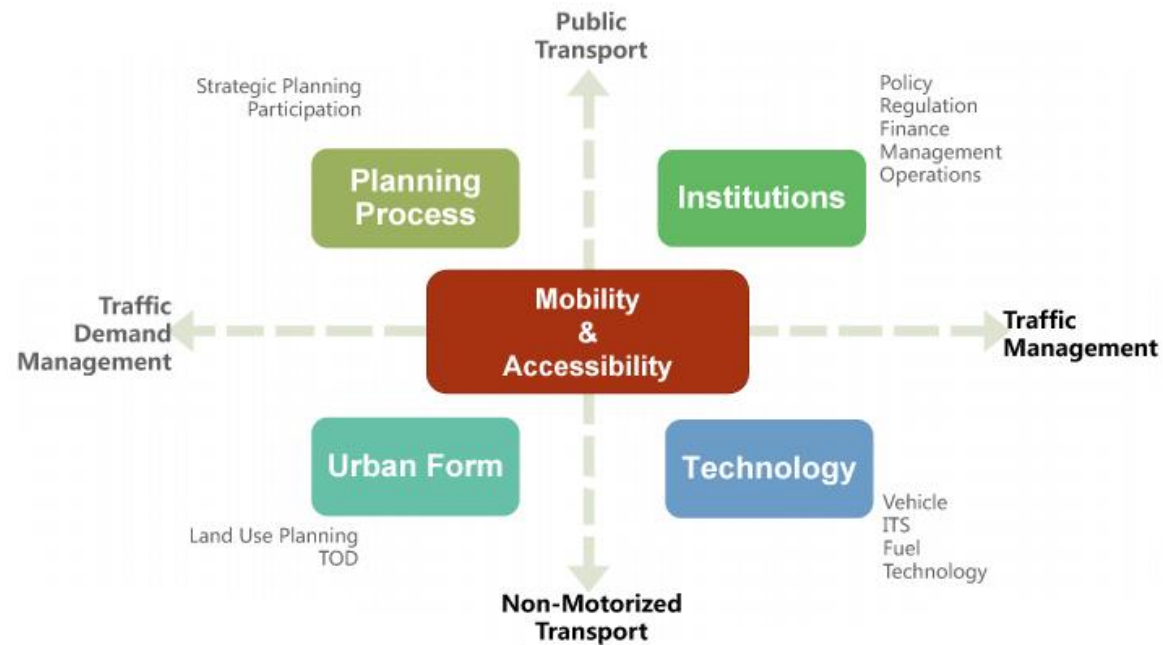 Public
Transport
Strategic Planning
Participation
Policy
Regulation
Finance
Management
Operations
Planning
Process
Institutions
Traffic
Demand
Management
Mobility
&
Accessibility
Traffic
Management
Urban Form
Technology
Land Use Planning
TOD
Vehicle
ITS
Fuel
Technology
Non-Motorized
Transport